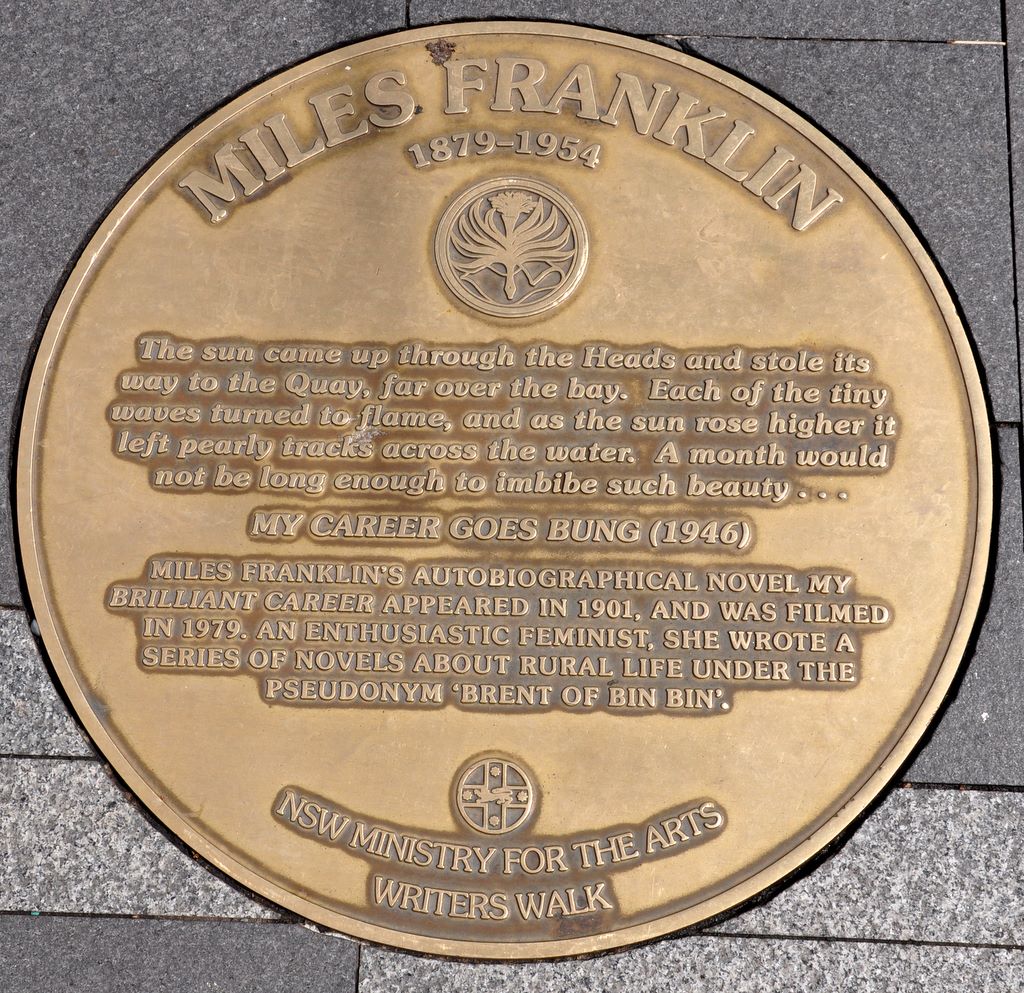 MILES FRANKLIN
1879–1954
The sun came up through the Heads and stole its
way to the Quay, far over the bay. Each of the tiny
waves turned to flame, and as the sun rose higher it
left pearly tracks across the water. A month would
not be long enough to imbibe such beauty . . .
MY CAREER GOES BUNG (1946)
MILES FRANKLIN'S AUTOBIOGRAPHICAL NOVEL MY
BRILLIANT CAREER APPEARED IN 1901, AND WAS FILMED
IN 1979. AN ENTHUSIASTIC FEMINIST, SHE WROTE A
SERIES OF NOVELS ABOUT RURAL LIFE UNDER THE
PSEUDONYM ‘BRENT OF BIN BIN’.
NSW MINISTRY FOR THE ARTS
WRITERS WALK